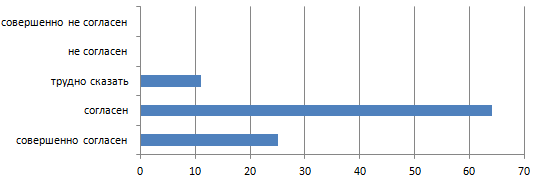 совершенно не согласен
не согласен
трудно сказать
согласен
совершенно согласен
0 10 20 30 40 50 60 70